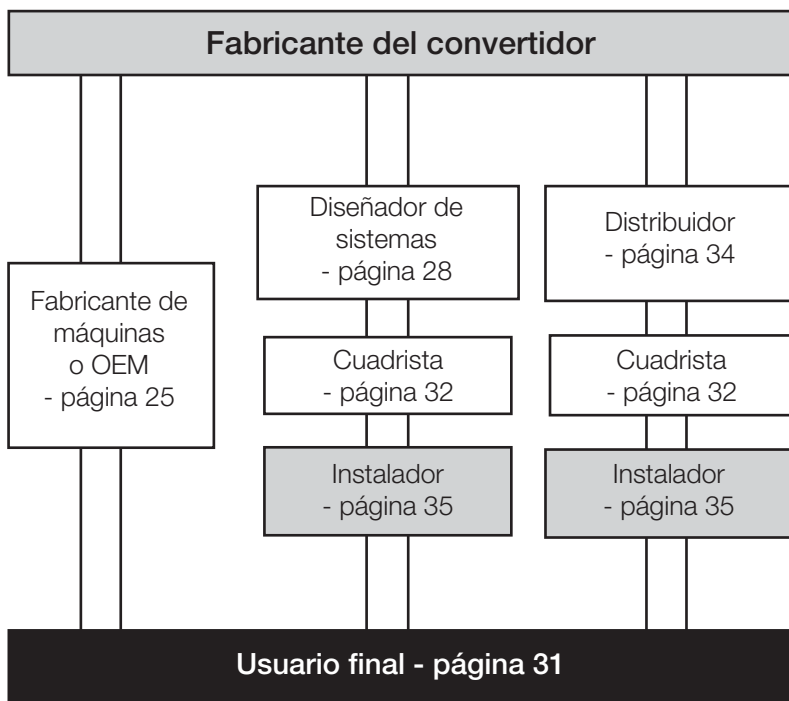 Fabricante del convertidor
Fabricante de
máquinas
o OEM
- página 25
Diseñador de
sistemas
- página 28
Cuadrista
- página 32
Instalador
- página 35
Distribuidor
- página 34
Cuadrista
- página 32
Instalador
- página 35
Usuario final - página 31